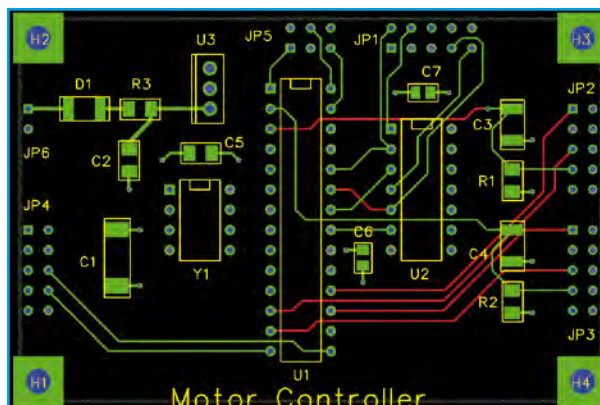 H2
U3
JP5
JP1
H3
D1
R3
C7
JP2
C3
JP6
C2
C5
R1
JP4
C1
Y1
C6
U2
C4
R2
JP3
H1
U1
H4
Motor Controller